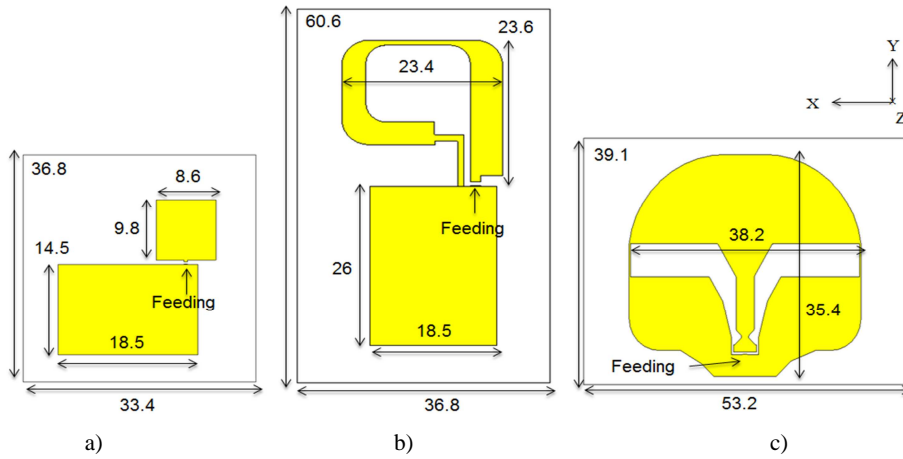 36.8
8.6
9.8
14.5
Feeding
18.5
33.4
a)
60.6
23.6
23.4
Feeding
26
18.5
36.8
b)
Y
X
Z
39.1
38.2
35.4
Feeding
53.2
c)